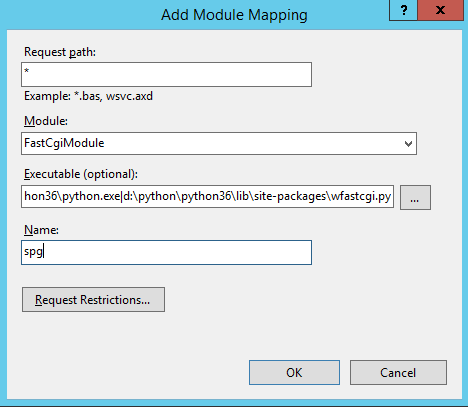 Add Module Mapping
?
x
Request path:
*
Example: *.bas, wsvc.axd
Module:
FastCgiModule
Executable (optional):
hon36\python.exe|d:\python\python36\lib\site-packages\wfastcgi.py
...
Name:
spg
Request Restrictions...
OK
Cancel